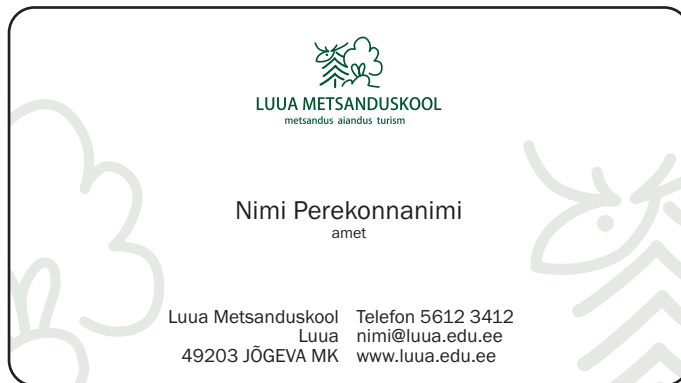 LUUA METSANDUSKOOL
metsandus aiandus turism
Nimi Perekonnanimi
amet
Luua Metsanduskool Telefon 5612 3412
Luua nimi@luua.edu.ee
49203 JÕGEVA MK www.luua.edu.ee